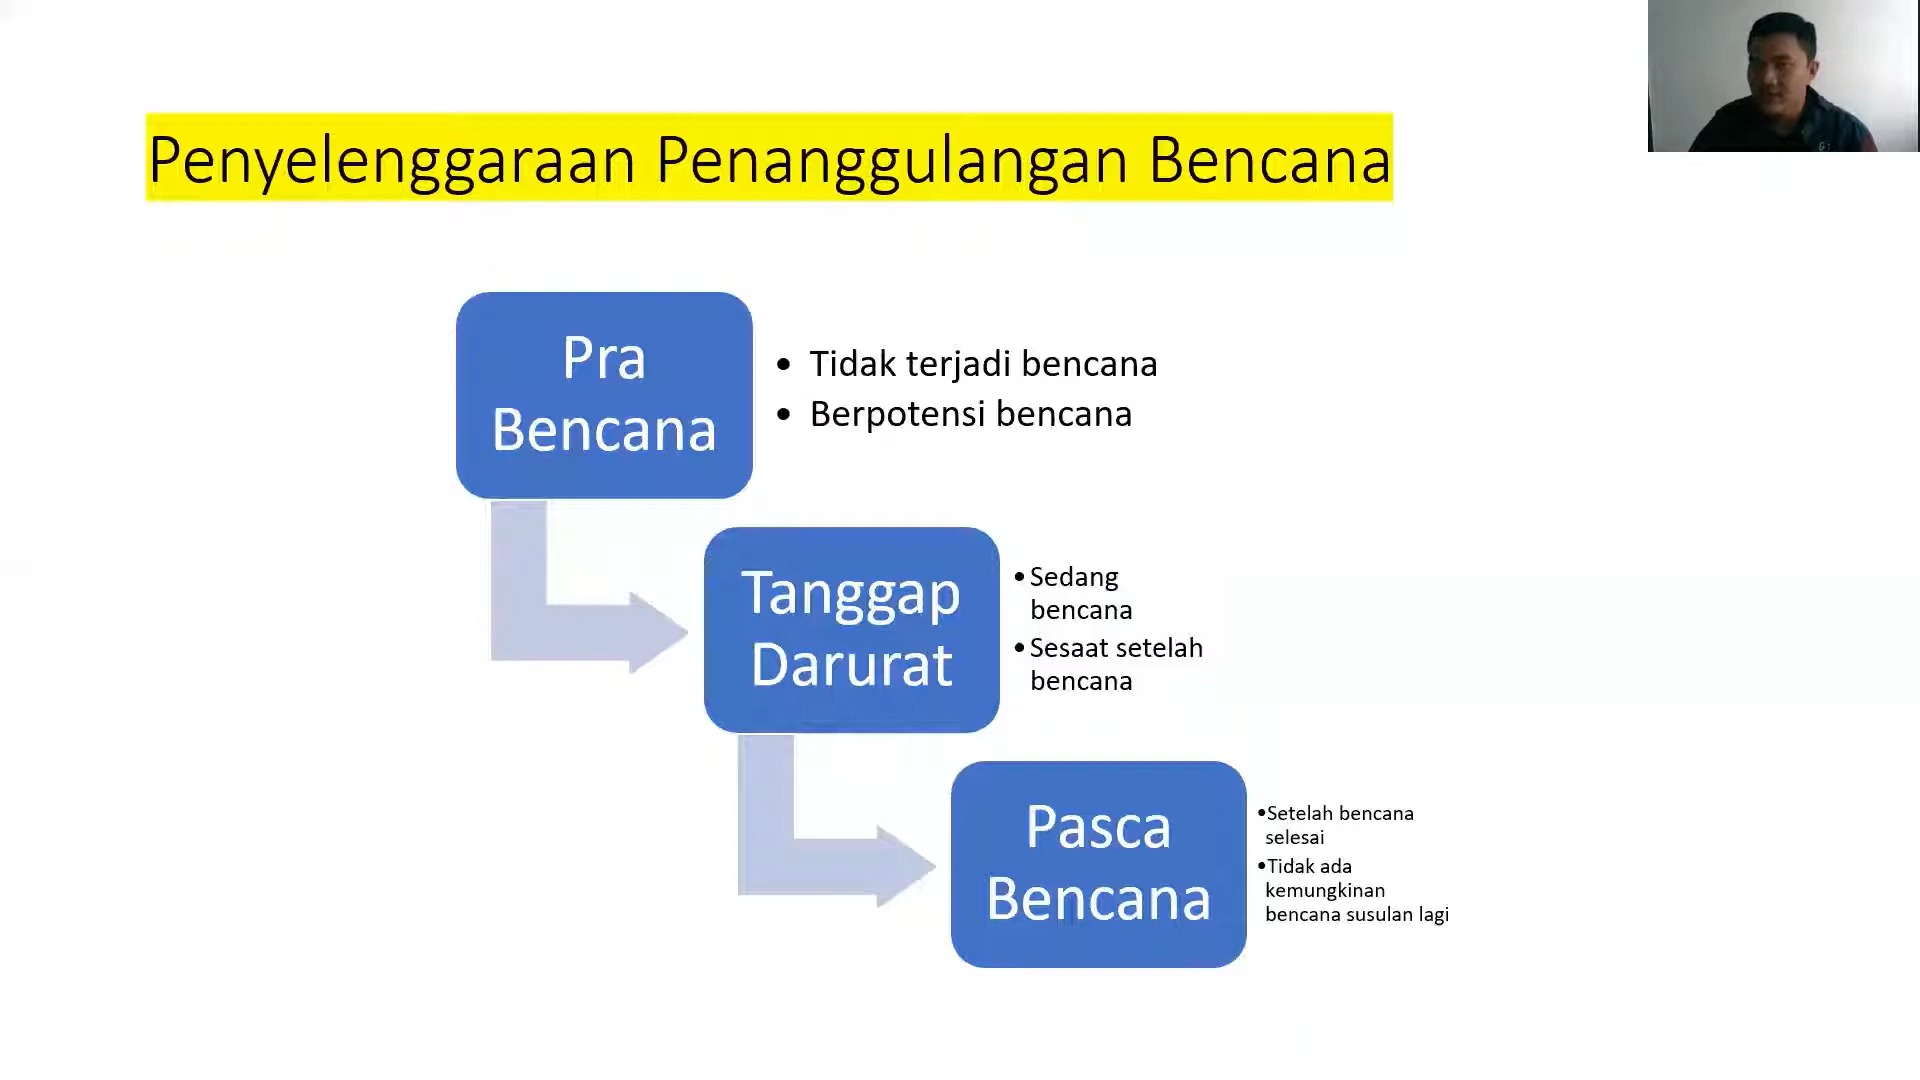 Penyelenggaraan Penanggulangan Bencana
Pra
Bencana
• Tidak terjadi bencana
• Berpotensi bencana
Tanggap
Darurat
•Sedang
bencana
•Sesaat setelah
bencana
Pasca
Bencana
•Setelah bencana
selesai
•Tidak ada
kemungkinan
bencana susulan lagi